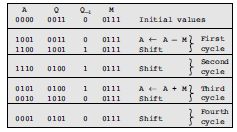 A Q Q-1 M
0000 0011 0 0111 Initial values
1001 0011 0 0111 A ← A - M } First
1100 1001 1 0111 Shift } cycle
1110 0100 1 0111 Shift } Second cycle
0101 0100 1 0111 A ← A + M } Third
0010 1010 0 0111 Shift } cycle
0001 0101 0 0111 Shift } Fourth cycle